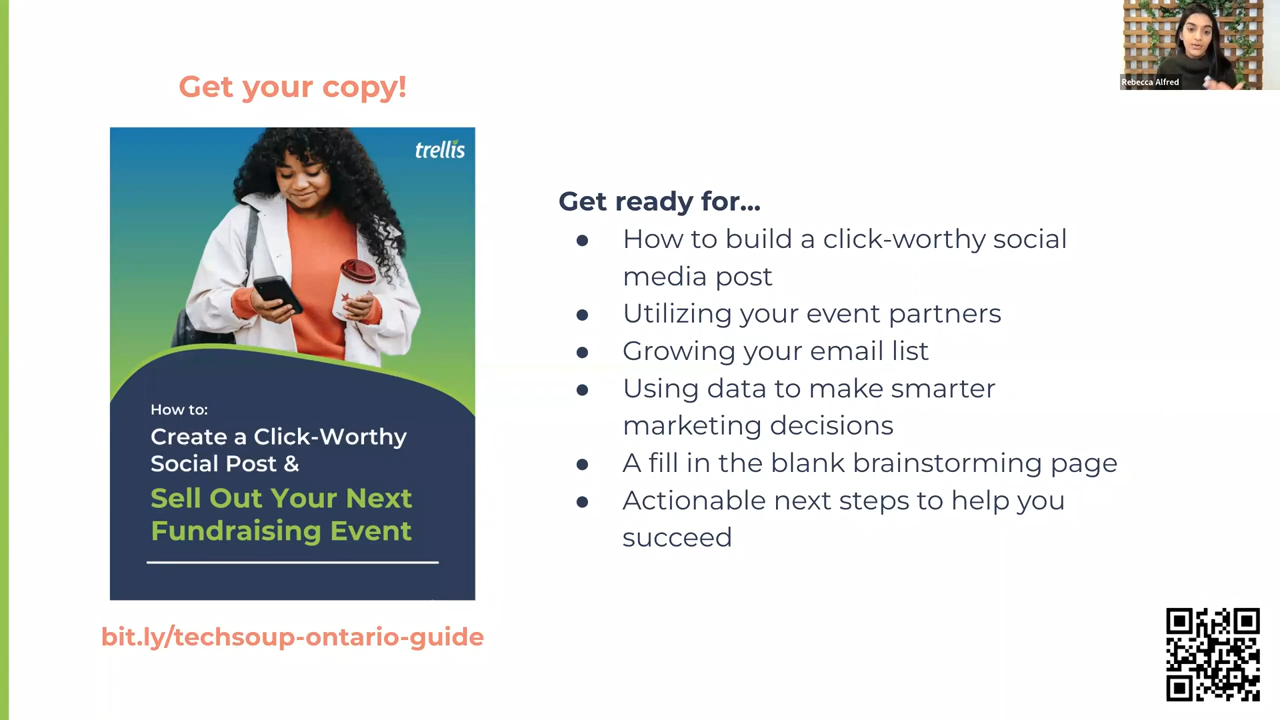 Rebecca Alfred
Get your copy!
trellis
How to:
Create a Click-Worthy
Social Post &
Sell Out Your Next
Fundraising Event
bit.ly/techsoup-ontario-guide
Get ready for...
● How to build a click-worthy social
media post
● Utilizing your event partners
● Growing your email list
● Using data to make smarter
marketing decisions
● A fill in the blank brainstorming page
● Actionable next steps to help you
succeed